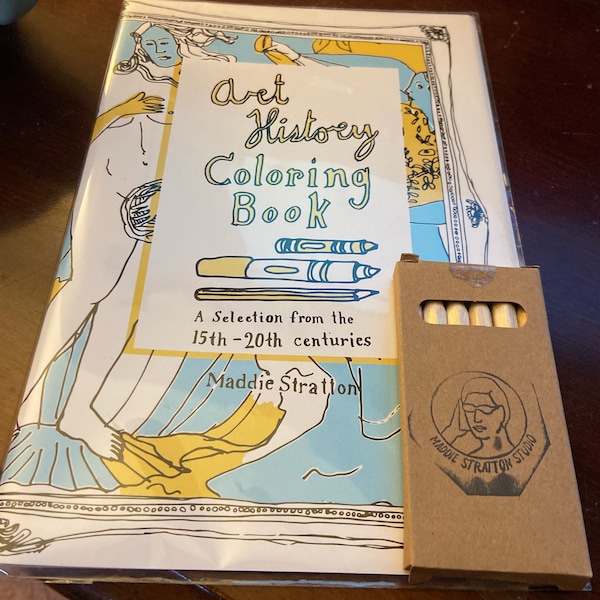 Art
History
Coloring
Book
A Selection from the
15th-20th centuries
Maddie Stratton
MADDIE STRATTON STUDIO